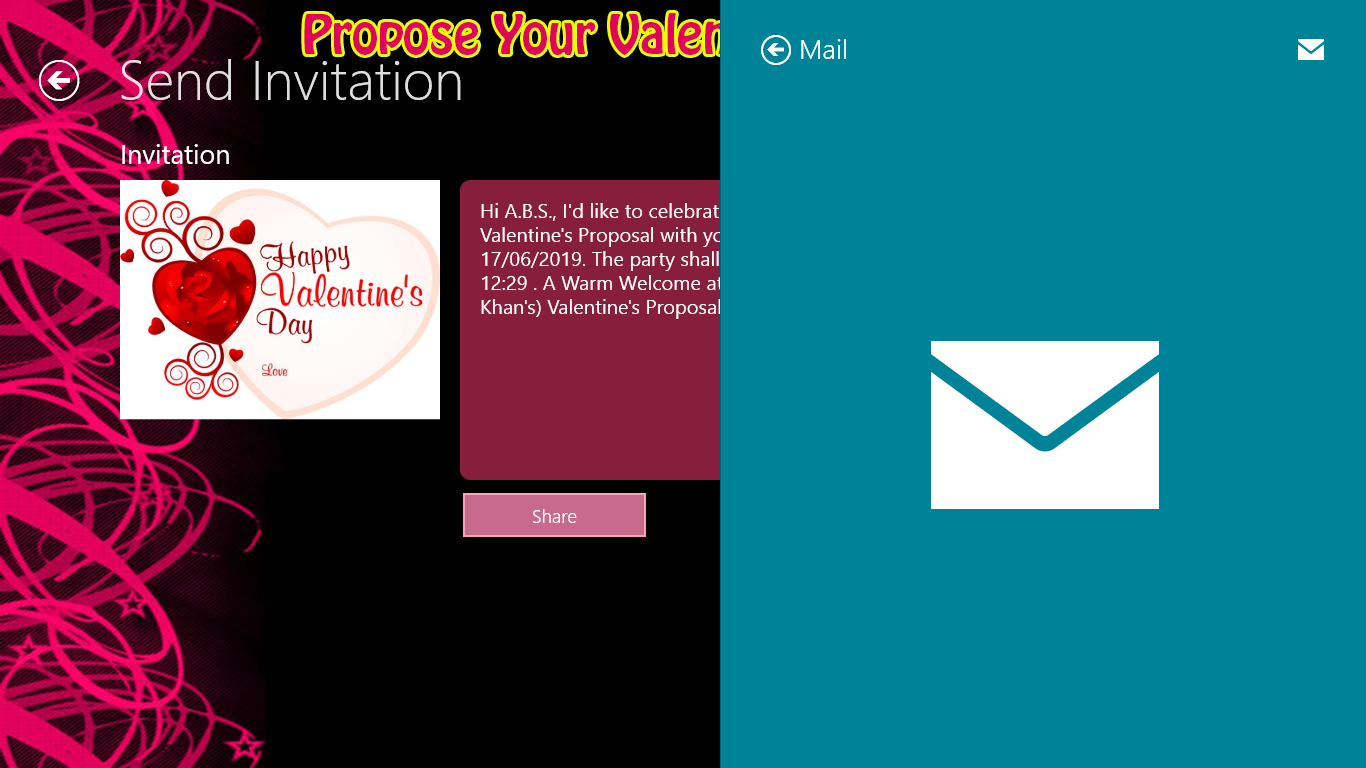 Propose Your Valen
Send Invitation
Mail
Invitation
Happy
Valentine's
Day
Love
Hi A.B.S., I'd like to celebrat
Valentine's Proposal with yo
17/06/2019. The party shall
12:29 . A Warm Welcome at
Khan's) Valentine's Proposal
Share